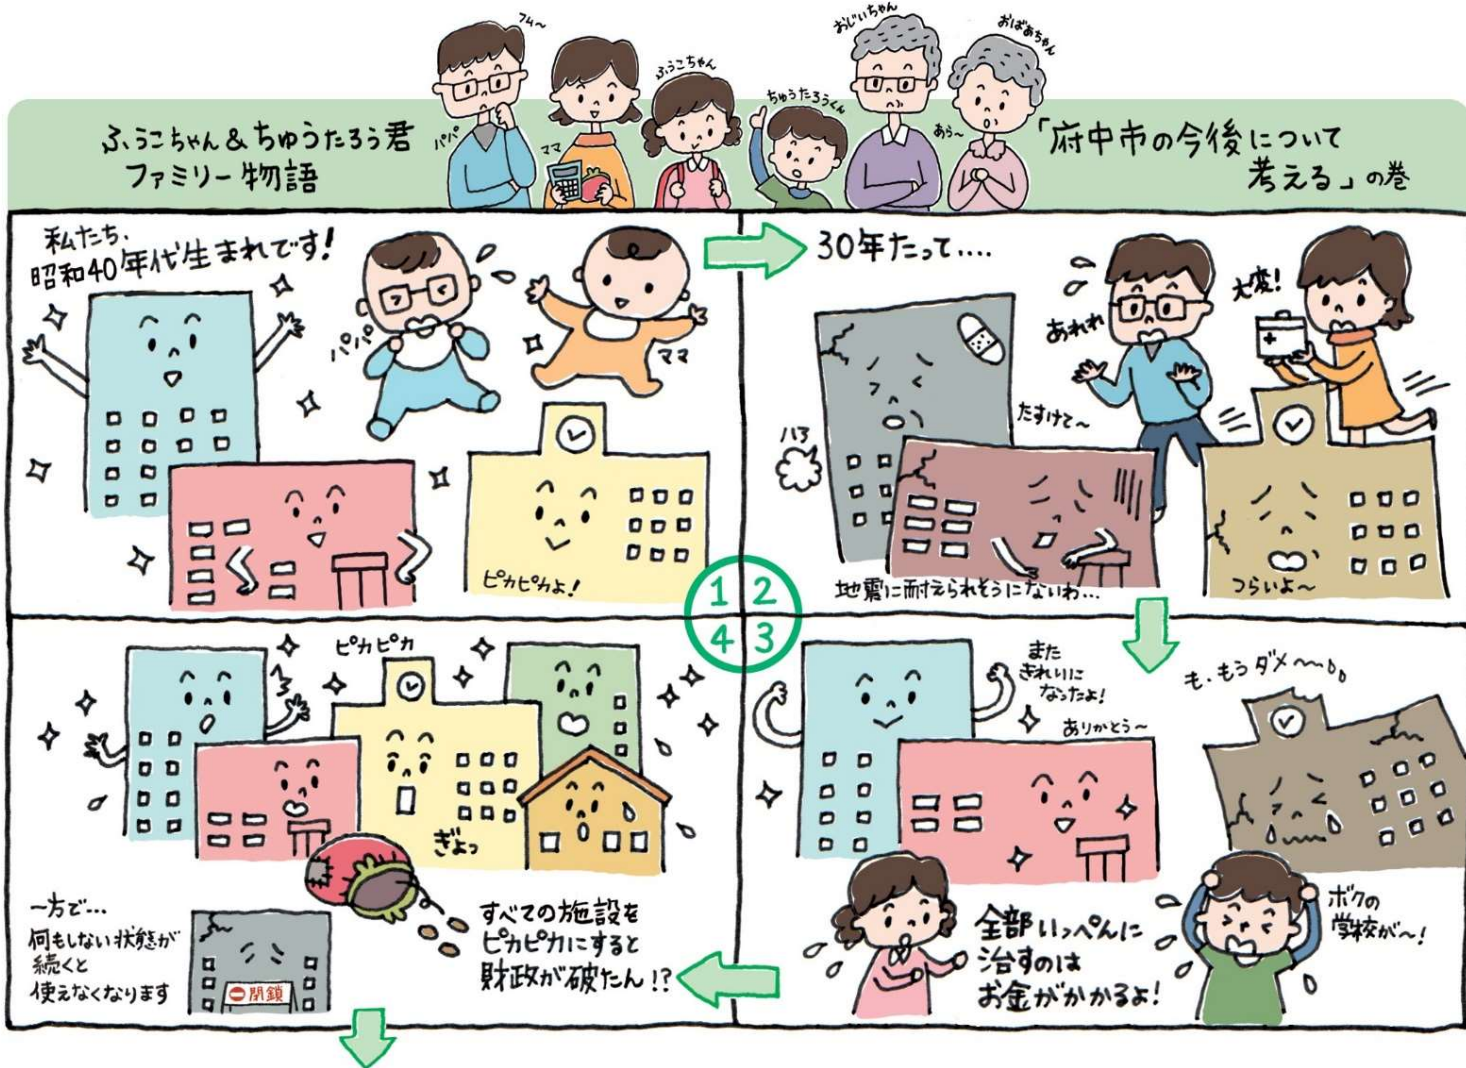 フム〜
パパ
ママ
ふうこちゃん
ちゅうたろうくん
おじいちゃん
おばあちゃん
あら〜
ふうこちゃん&ちゅうたろう君
ファミリー物語
「府中市の今後について
考える」の巻
私たち、
昭和40年代生まれです!
パパ
ママ
ピカピカよ!
1
30年たって....
あれれ
大変!
たすけて〜
ハァ
地震に耐えられそうにないわ...
つらいよ〜
2
また
きれいに
なったよ!
ありがとう〜
も、もうダメ〜
ボクの
学校が〜!
全部いっぺんに
治すのは
お金がかかるよ!
3
ピカピカ
ぎょっ
すべての施設を
ピカピカにすると
財政が破たん!?
一方で...
何もしない状態が
続くと
使えなくなります
閉鎖
4